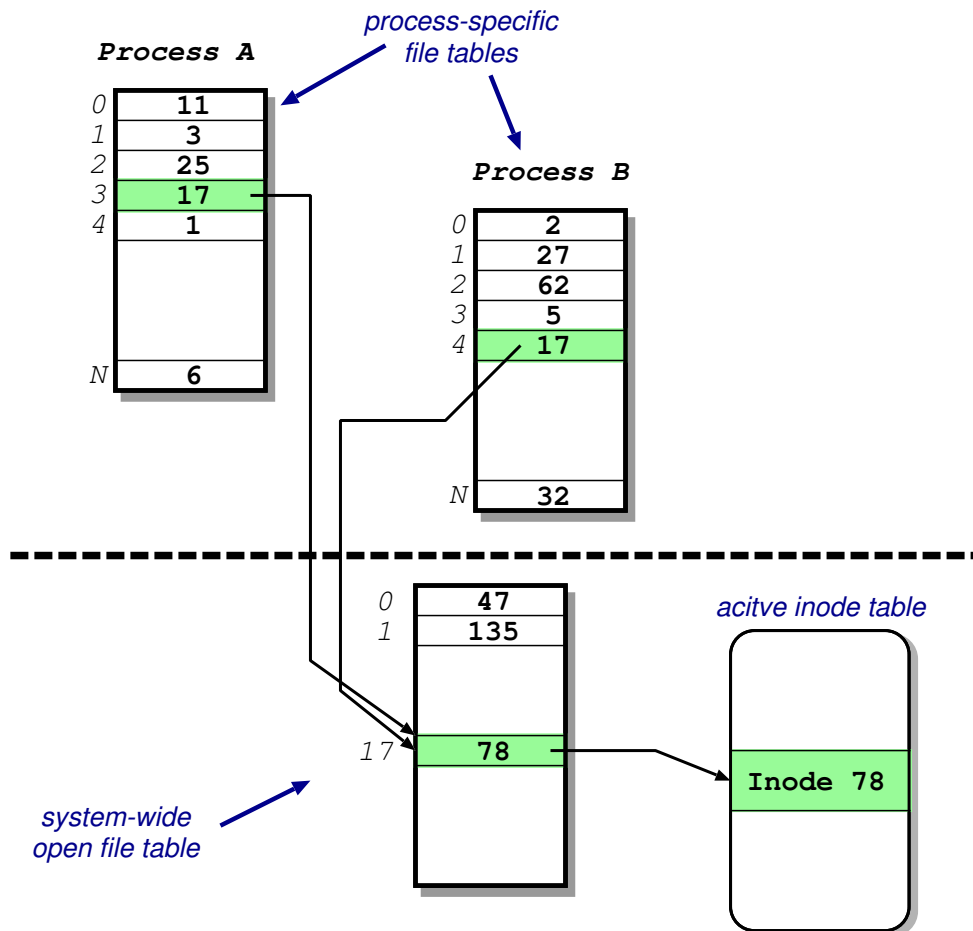 process-specific
file tables
Process A
0 11
1 3
2 25
3 17
4 1
N 6
Process B
0 2
1 27
2 62
3 5
4 17
N 32
0 47
1 135
17 78
system-wide
open file table
acitve inode table
Inode 78